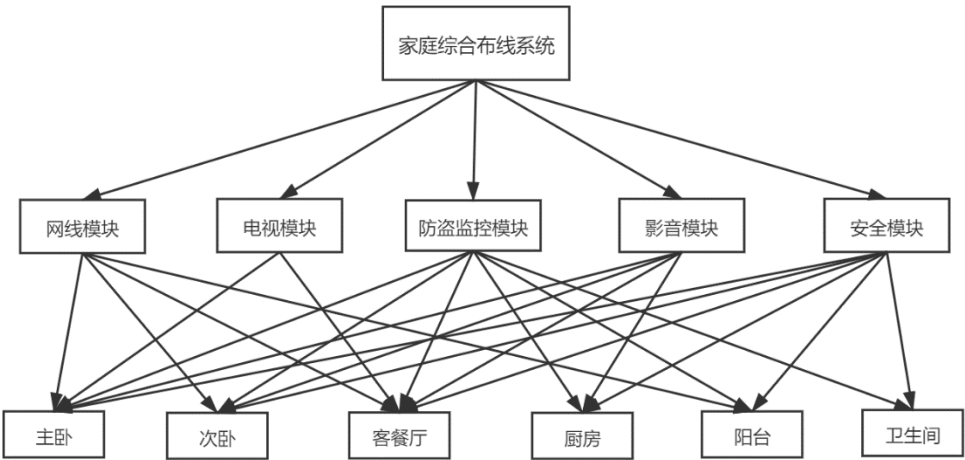 家庭综合布线系统
网线模块
电视模块
防盗监控模块
影音模块
安全模块
主卧
次卧
客餐厅
厨房
阳台
卫生间